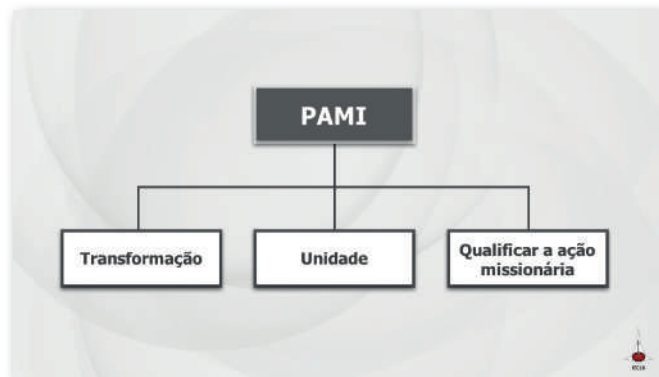 PAMI
Transformação
Unidade
Qualificar a ação
missionária